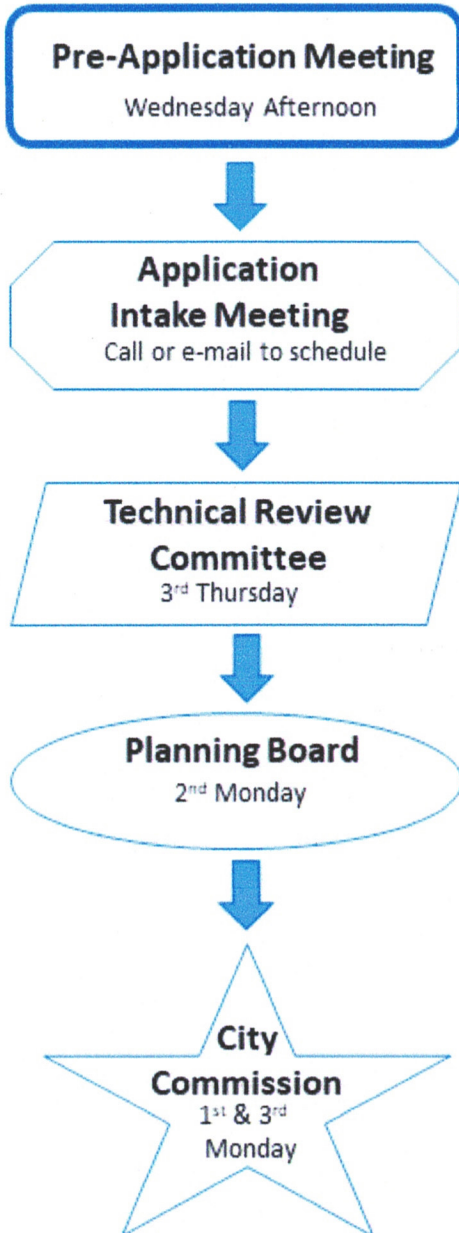 Pre-Application Meeting
Wednesday Afternoon
Application
Intake Meeting
Call or e-mail to schedule
Technical Review
Committee
3rd Thursday
Planning Board
2nd Monday
City
Commission
1st & 3rd
Monday